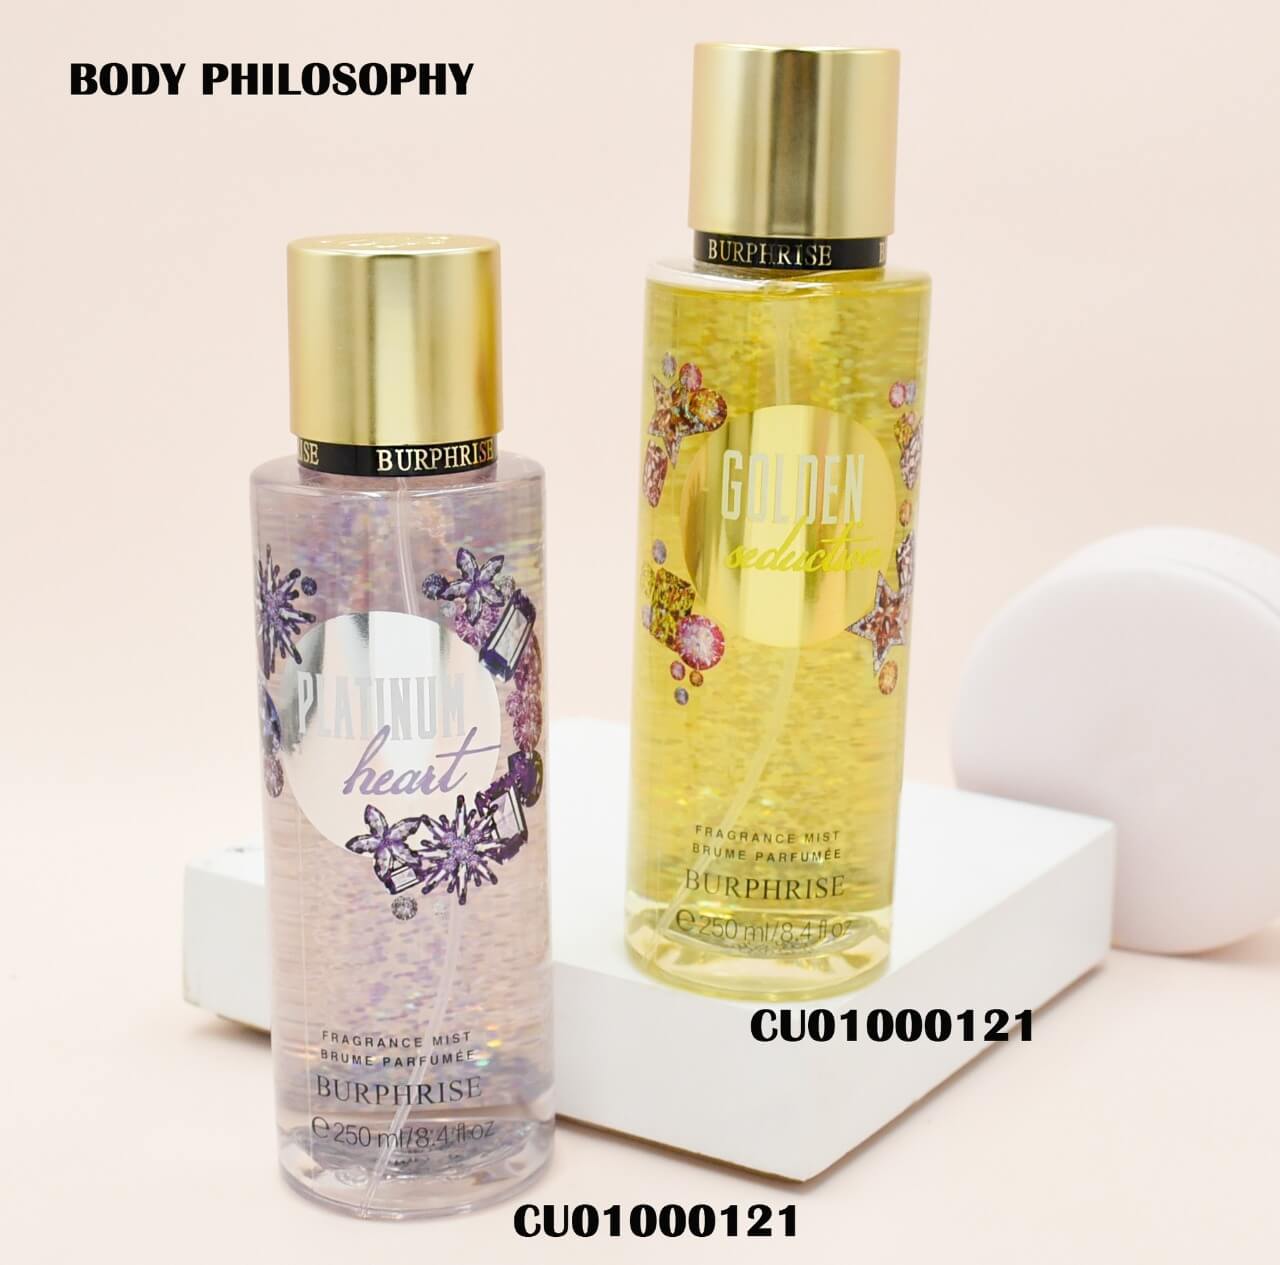 BODY PHILOSOPHY
BURPHRISE
GOLDEN
seduction
FRAGRANCE MIST
BRUME PARFUMÉE
BURPHRISE
e 250 ml/8.4 fl oz
CU01000121
ISE BURPHRISE
PLATINUM
heart
FRAGRANCE MIST
BRUME PARFUMÉE
BURPHRISE
e 250 ml/8.4 fl oz
CU01000121